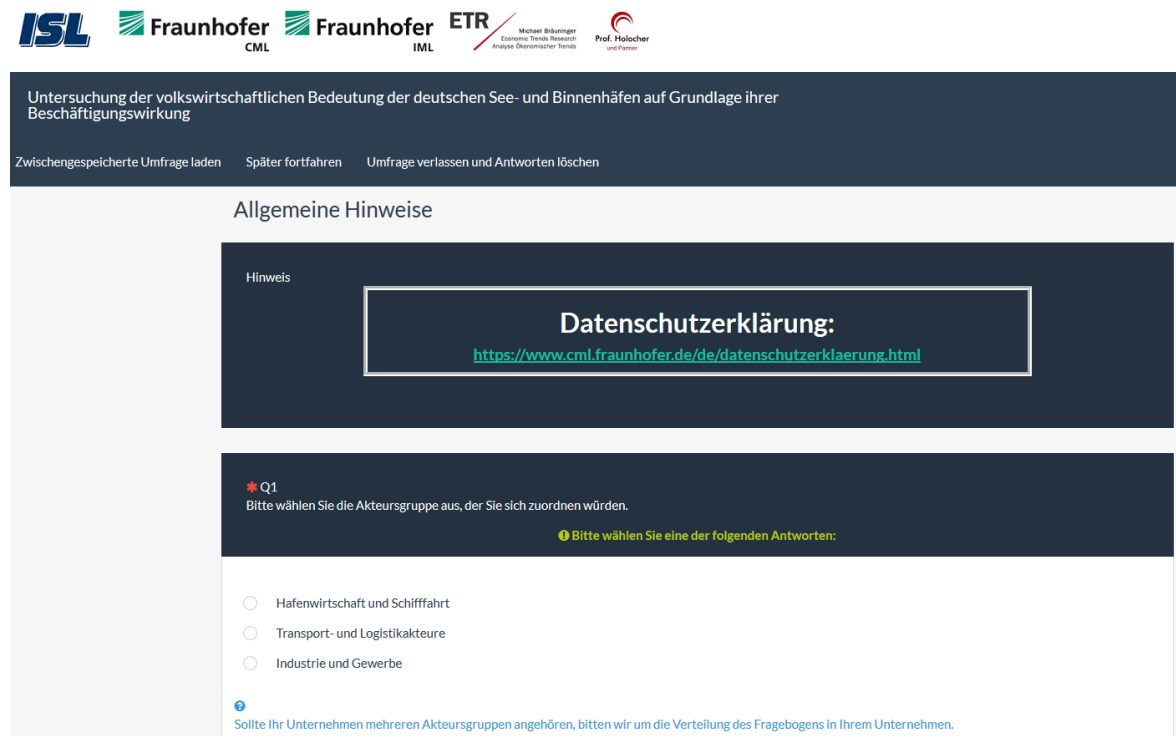 ISL
Fraunhofer
CML
Fraunhofer
IML
ETR
Michael Bräuninger
Economic Trends Research
Analyse Ökonomischer Trends
Prof. Holocher
und Partner
Untersuchung der volkswirtschaftlichen Bedeutung der deutschen See- und Binnenhäfen auf Grundlage ihrer
Beschäftigungswirkung
Zwischengespeicherte Umfrage laden Später fortfahren Umfrage verlassen und Antworten löschen
Allgemeine Hinweise
Hinweis
Datenschutzerklärung:
https://www.cml.fraunhofer.de/de/datenschutzerklaerung.html
✱ Q1
Bitte wählen Sie die Akteursgruppe aus, der Sie sich zuordnen würden.
Bitte wählen Sie eine der folgenden Antworten:
Hafenwirtschaft und Schifffahrt
Transport- und Logistikakteure
Industrie und Gewerbe
Sollte Ihr Unternehmen mehreren Akteursgruppen angehören, bitten wir um die Verteilung des Fragebogens in Ihrem Unternehmen.